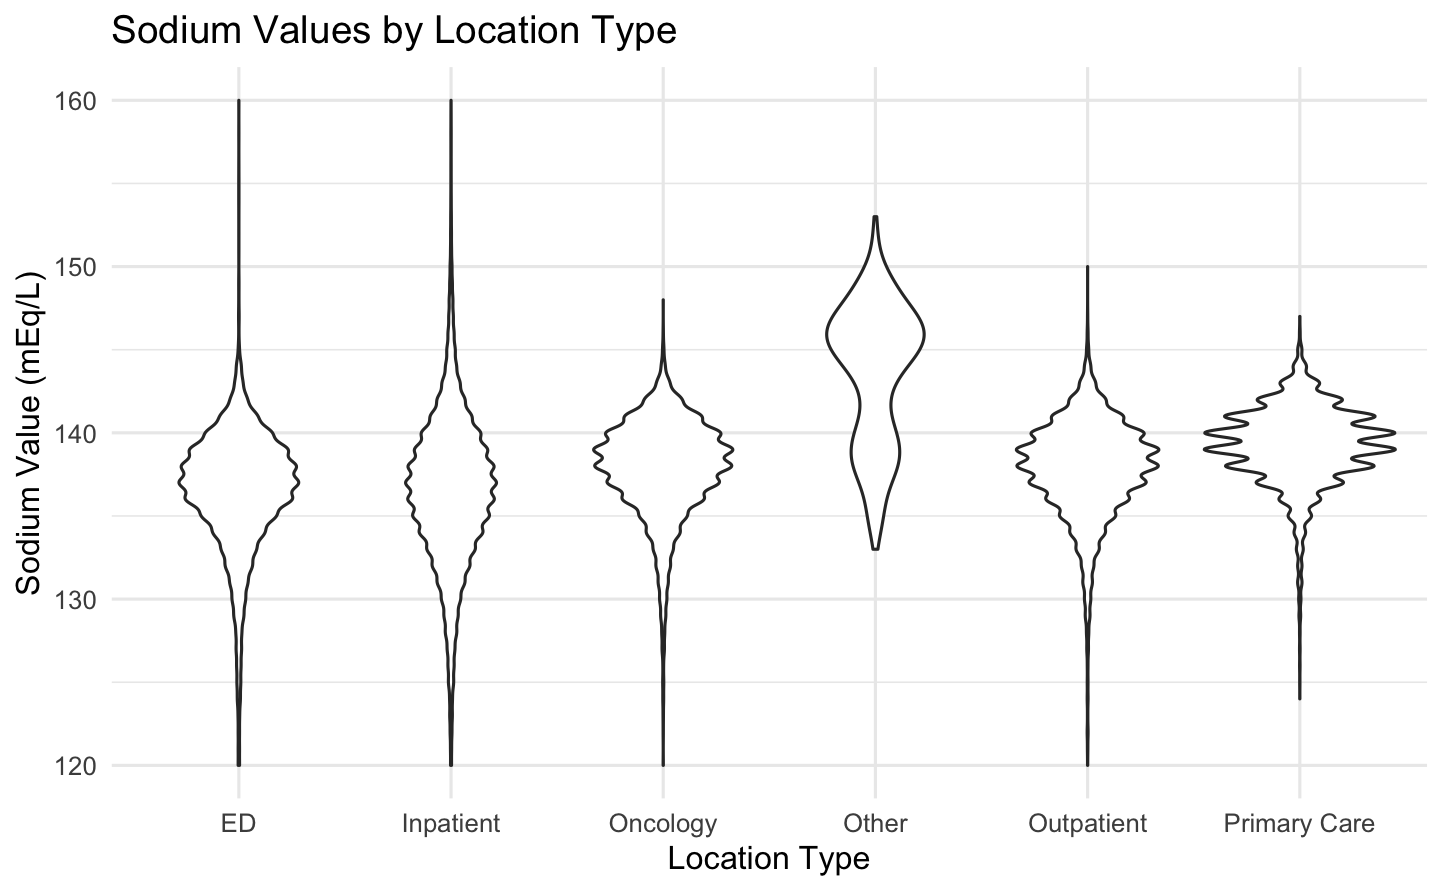 Sodium Values by Location Type
Sodium Value (mEq/L)
160
150
140
130
120
ED Inpatient Oncology Other Outpatient Primary Care
Location Type